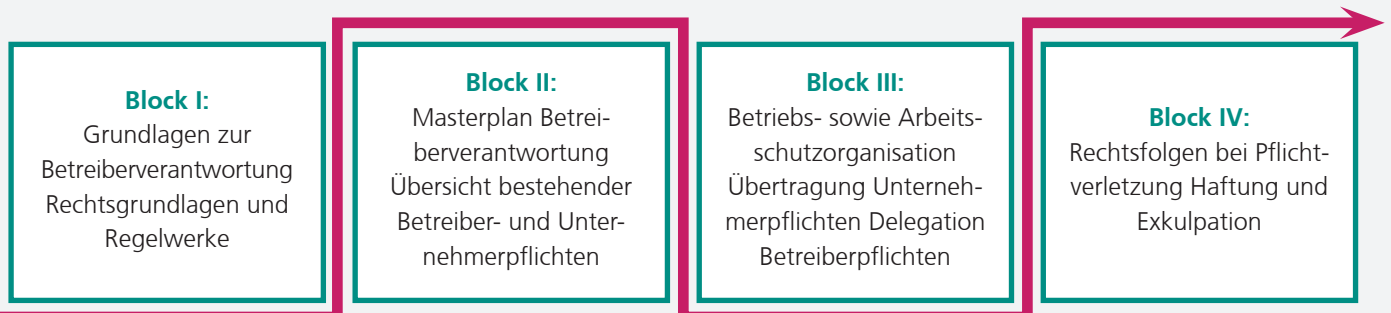 Block I:
Grundlagen zur
Betreiberverantwortung
Rechtsgrundlagen und
Regelwerke
Block II:
Masterplan Betrei-
berverantwortung
Übersicht bestehender
Betreiber- und Unter-
nehmerpflichten
Block III:
Betriebs- sowie Arbeits-
schutzorganisation
Übertragung Unterneh-
merpflichten Delegation
Betreiberpflichten
Block IV:
Rechtsfolgen bei Pflicht-
verletzung Haftung und
Exkulpation